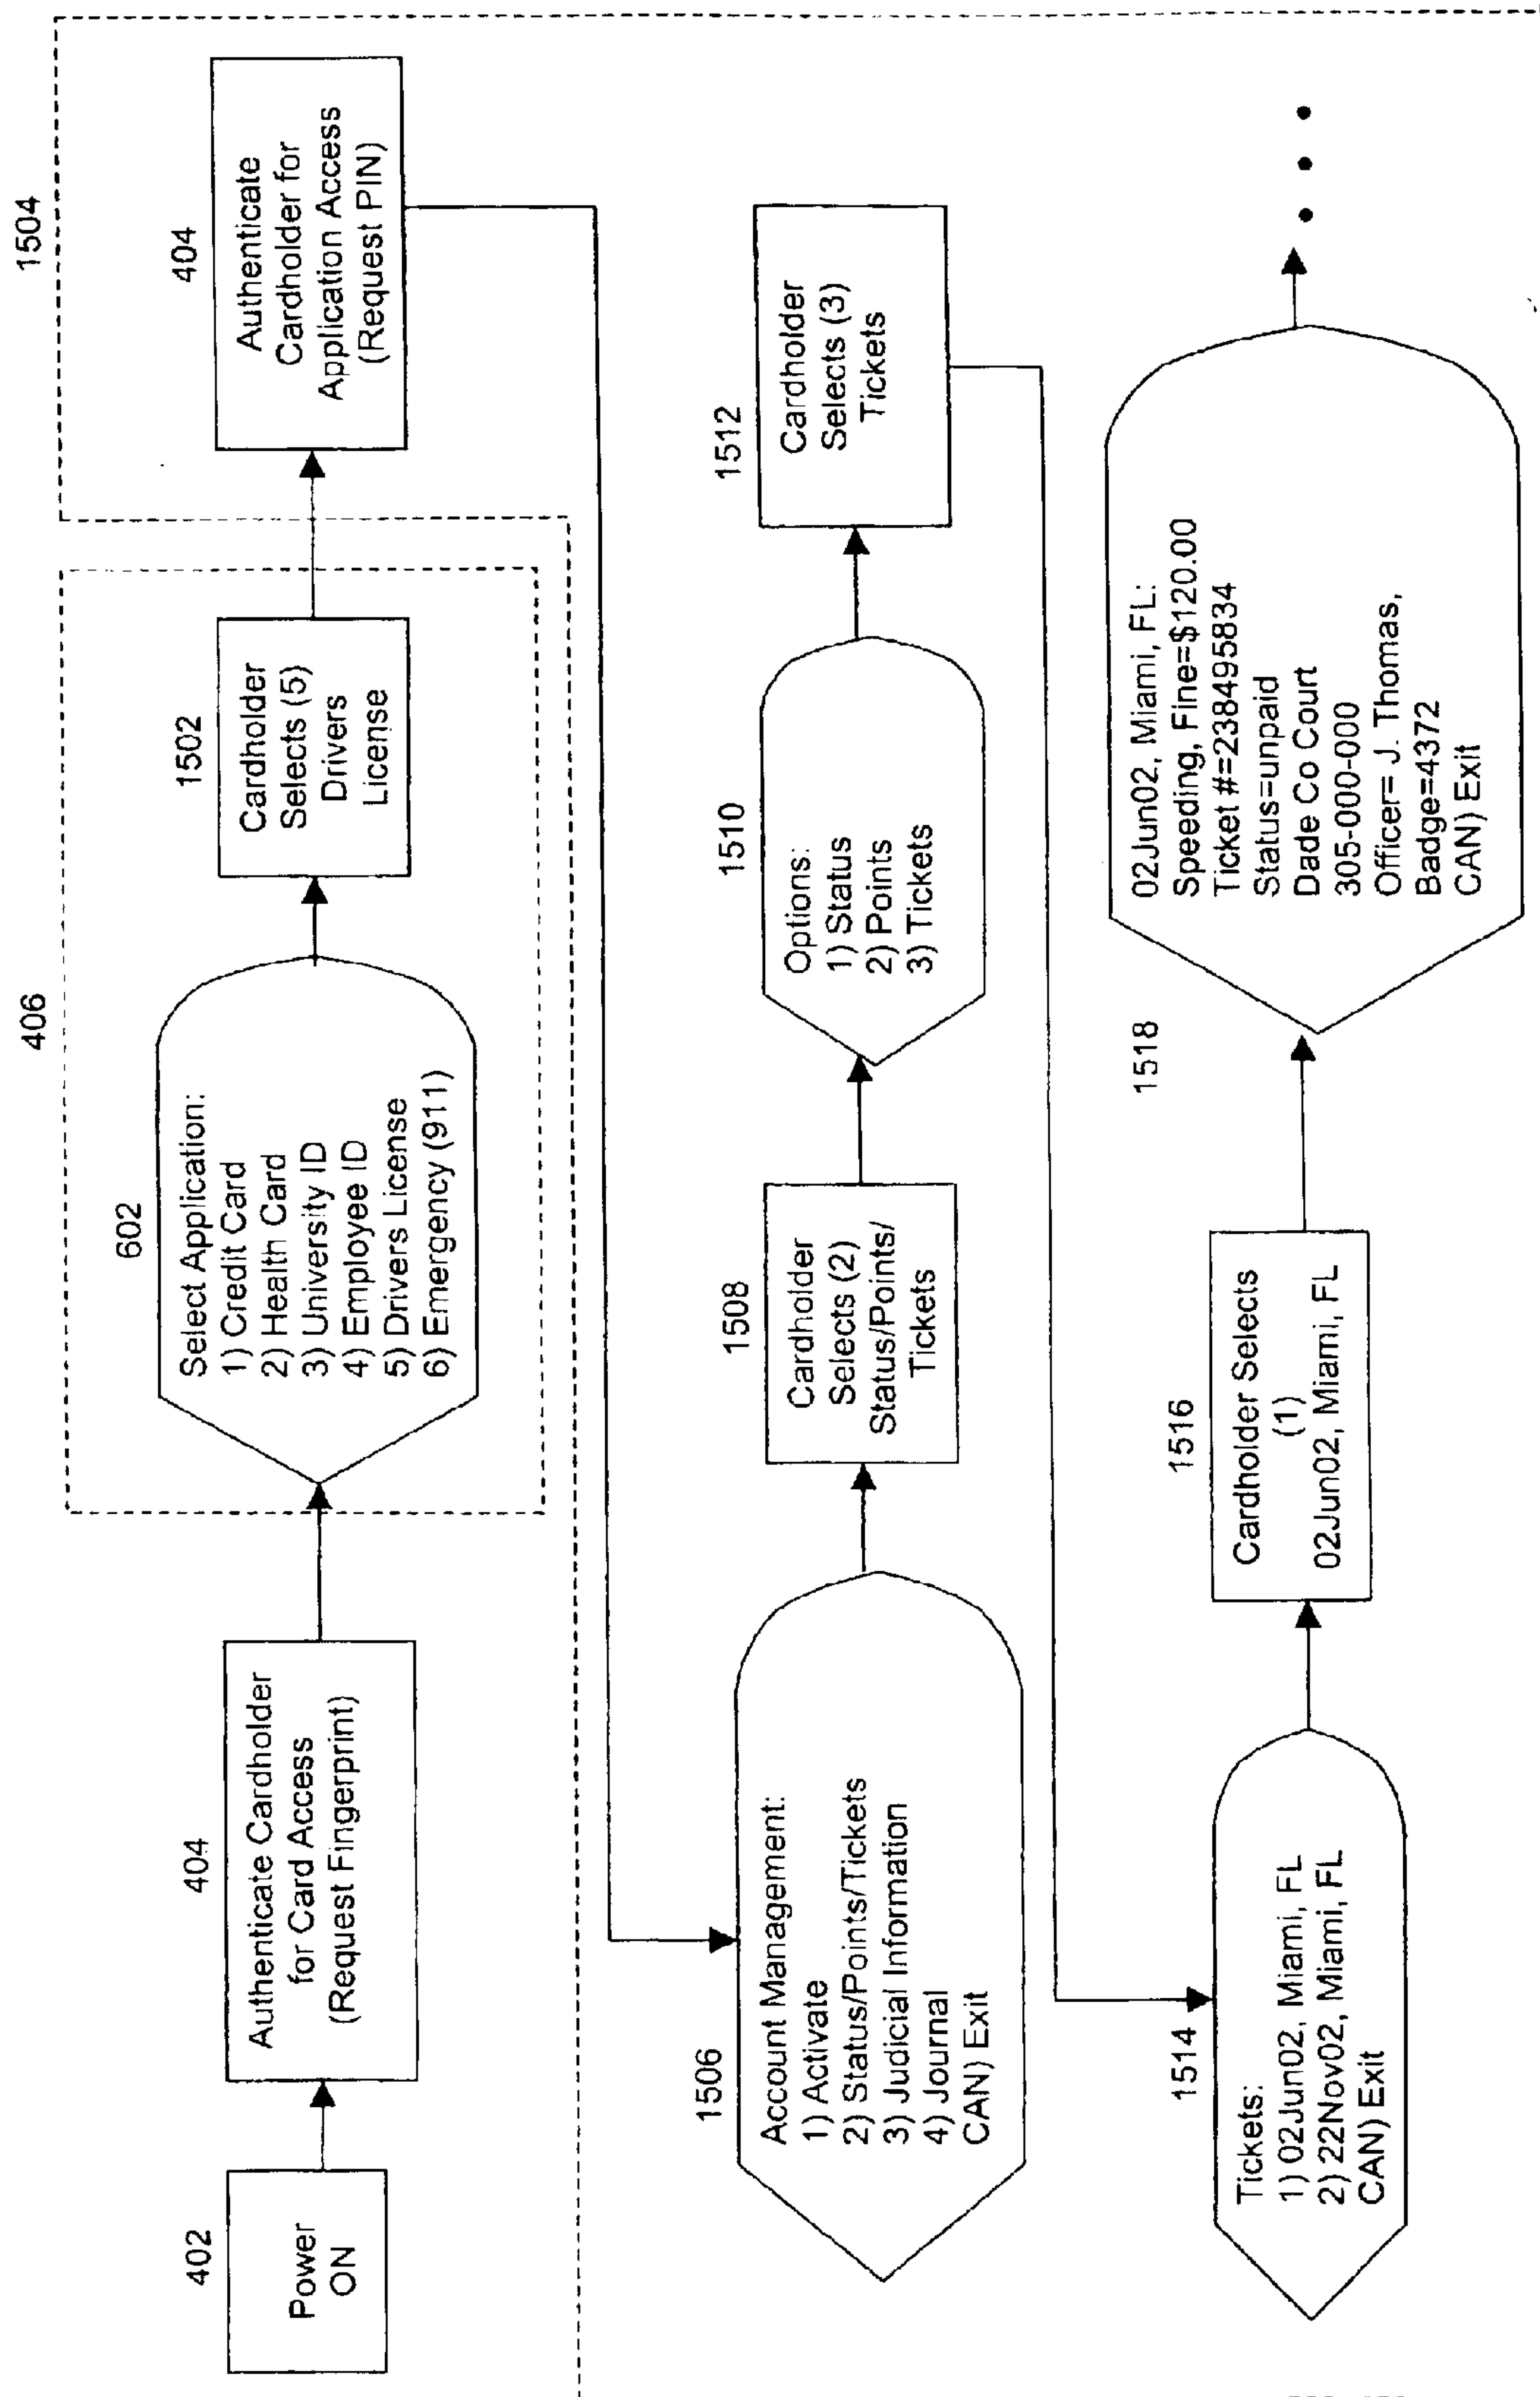 402
Power
ON
404
Authenticate Cardholder
for Card Access
(Request Fingerprint)
406
602
Select Application:
1) Credit Card
2) Health Card
3) University ID
4) Employee ID
5) Drivers License
6) Emergency (911)
1502
Cardholder
Selects (5)
Drivers
License
1504
404
Authenticate
Cardholder for
Application Access
(Request PIN)
1506
Account Management:
1) Activate
2) Status/Points/Tickets
3) Judicial Information
4) Journal
CAN) Exit
1508
Cardholder
Selects (2)
Status/Points/
Tickets
1510
Options:
1) Status
2) Points
3) Tickets
1512
Cardholder
Selects (3)
Tickets
1514
Tickets:
1) 02Jun02, Miami, FL
2) 22Nov02, Miami, FL
CAN) Exit
1516
Cardholder Selects
(1)
02Jun02, Miami, FL
1518
02Jun02, Miami, FL:
Speeding, Fine=$120.00
Ticket #=238495834
Status=unpaid
Dade Co Court
305-000-000
Officer= J. Thomas,
Badge=4372
CAN) Exit